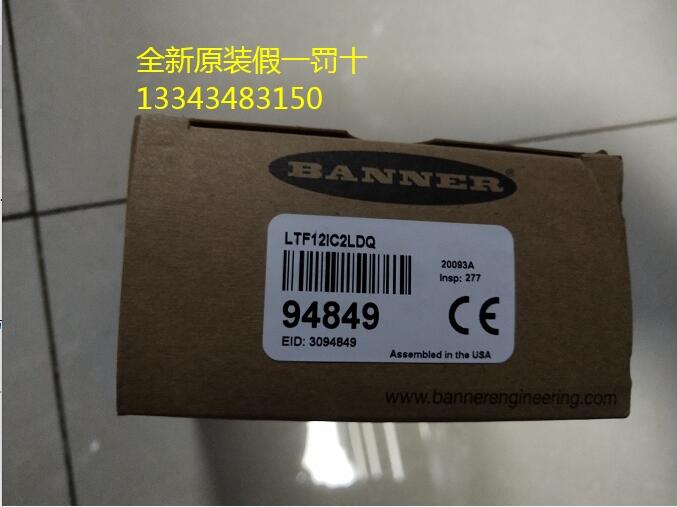 全新原装假一罚十
13343483150
BANNER®
LTF12IC2LDQ
20093A
Insp: 277
94849
CE
EID: 3094849
Assembled in the USA
www.bannerengineering.com